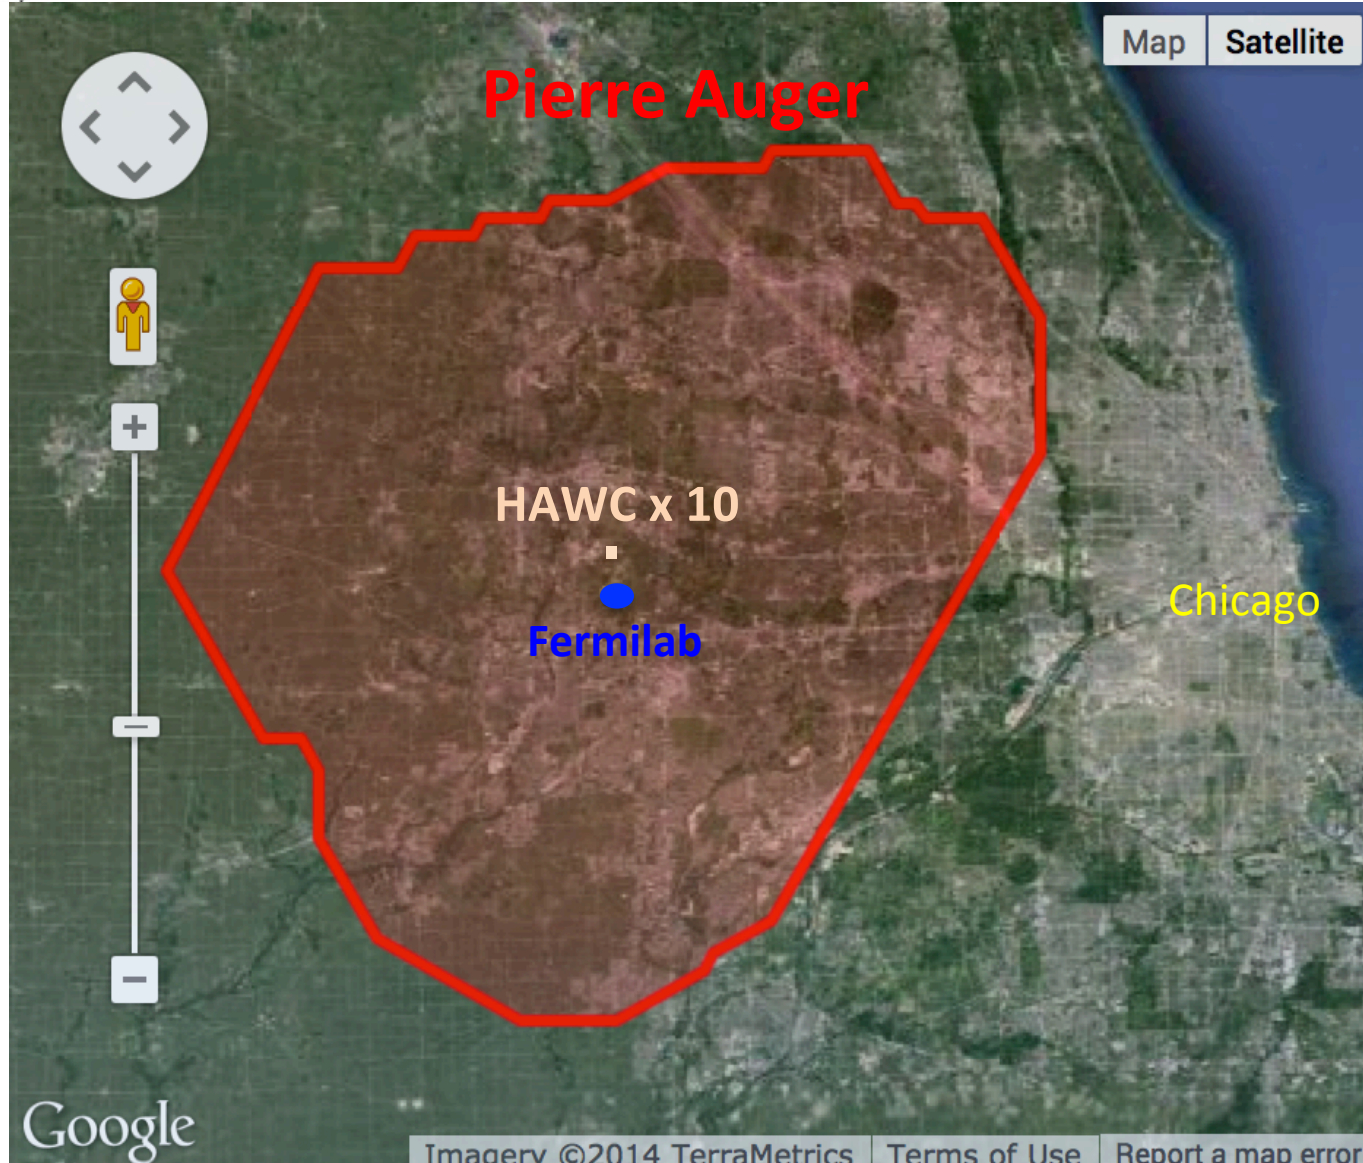 Map
Satellite
Pierre Auger
HAWC x 10
Chicago
Fermilab
Google
Imagery ©2014 TerraMetrics
Terms of Use
Report a map error